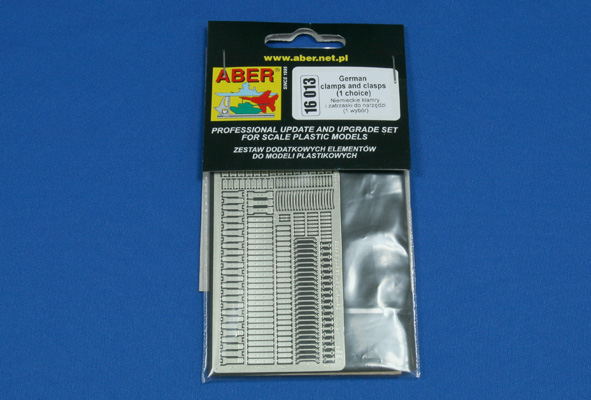 www.aber.net.pl
ABER®
SINCE 1995
16 013
German
clamps and clasps
(1 choice)
Niemieckie klamry
i zatrzaski do narzędzi
(1 wybór)
PROFESSIONAL UPDATE AND UPGRADE SET
FOR SCALE PLASTIC MODELS
ZESTAW DODATKOWYCH ELEMENTÓW
DO MODELI PLASTIKOWYCH